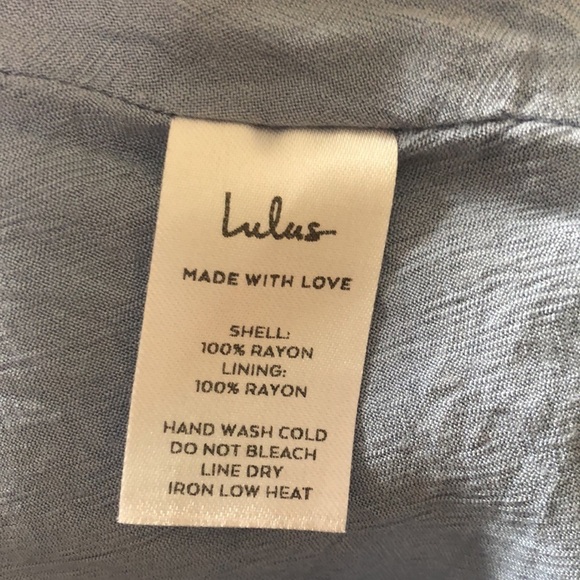 Lulus
MADE WITH LOVE
SHELL:
100% RAYON
LINING:
100% RAYON
HAND WASH COLD
DO NOT BLEACH
LINE DRY
IRON LOW HEAT